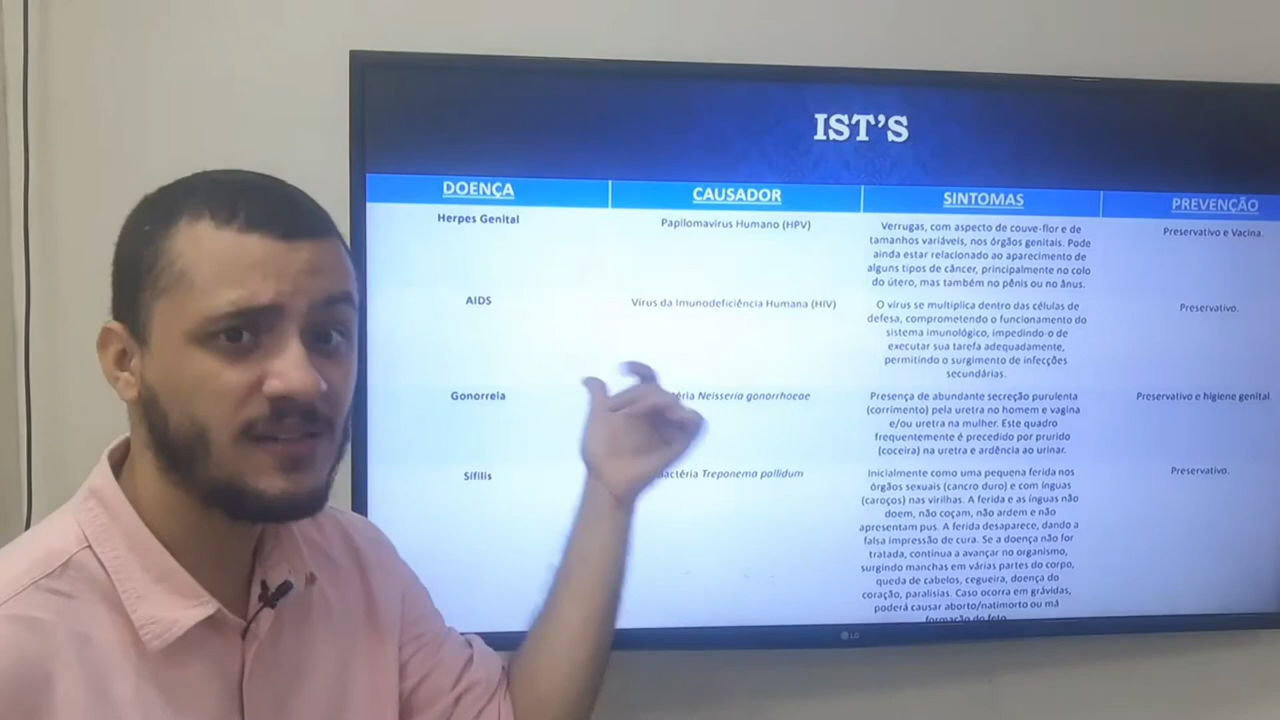 IST'S
DOENÇA
CAUSADOR
SINTOMAS
PREVENÇÃO
Herpes Genital
Papilomavirus Humano (HPV)
Verrugas, com aspecto de couve-flor e de
tamanhos variáveis, nos órgãos genitais. Pode
ainda estar relacionado ao aparecimento de
alguns tipos de câncer, principalmente no colo
do útero, mas também no pênis ou no ânus.
Preservativo e Vacina.
AIDS
Vírus da Imunodeficiência Humana (HIV)
O vírus se multiplica dentro das células de
defesa, comprometendo o funcionamento do
sistema imunológico, impedindo-o de
executar sua tarefa adequadamente,
permitindo o surgimento de infecções
secundárias.
Preservativo.
Gonorreia
éria Neisseria gonorrhoeae
Presença de abundante secreção purulenta
(corrimento) pela uretra no homem e vagina
e/ou uretra na mulher. Este quadro
frequentemente é precedido por prurido
(coceira) na uretra e ardência ao urinar.
Preservativo e higiene genital.
Sífilis
actéria Treponema pallidum
Inicialmente como uma pequena ferida nos
órgãos sexuais (cancro duro) e com ínguas
(caroços) nas virilhas. A ferida e as ínguas não
doem, não coçam, não ardem e não
apresentam pus. A ferida desaparece, dando a
falsa impressão de cura. Se a doença não for
tratada, continua a avançar no organismo,
surgindo manchas em várias partes do corpo,
queda de cabelos, cegueira, doença do
coração, paralisias. Caso ocorra em grávidas,
poderá causar aborto/natimorto ou má
formação do feto.
Preservativo.
LG